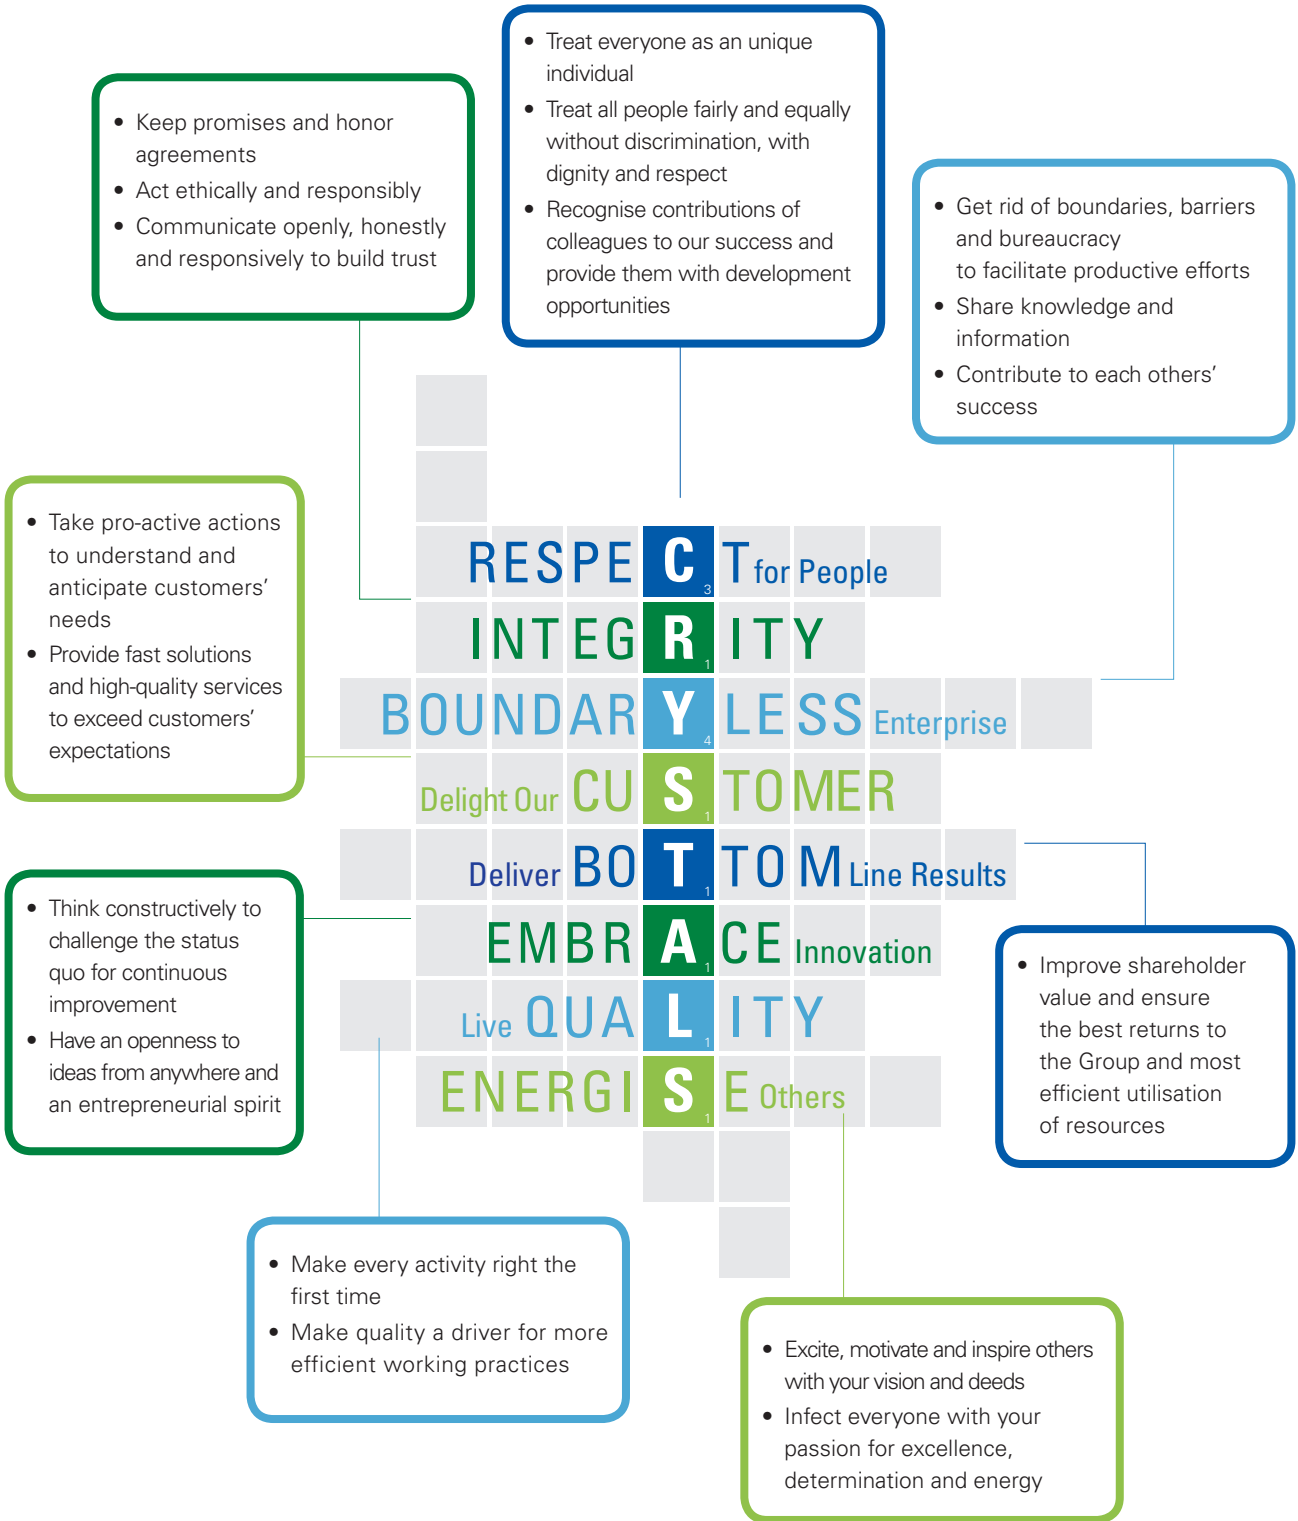 • Treat everyone as an unique
individual
• Treat all people fairly and equally
without discrimination, with
dignity and respect
• Recognise contributions of
colleagues to our success and
provide them with development
opportunities
• Keep promises and honor
agreements
• Act ethically and responsibly
• Communicate openly, honestly
and responsively to build trust
• Get rid of boundaries, barriers
and bureaucracy
to facilitate productive efforts
• Share knowledge and
information
• Contribute to each others’
success
• Take pro-active actions
to understand and
anticipate customers’
needs
• Provide fast solutions
and high-quality services
to exceed customers’
expectations
RESPEC3T for People
INTEGR1ITY
BOUNDARY4LESS Enterprise
Delight Our CUS1TOMER
Deliver BOT1TOM Line Results
EMBRA1CE Innovation
Live QUAL1ITY
ENERGIS1E Others
• Think constructively to
challenge the status
quo for continuous
improvement
• Have an openness to
ideas from anywhere and
an entrepreneurial spirit
• Improve shareholder
value and ensure
the best returns to
the Group and most
efficient utilisation
of resources
• Make every activity right the
first time
• Make quality a driver for more
efficient working practices
• Excite, motivate and inspire others
with your vision and deeds
• Infect everyone with your
passion for excellence,
determination and energy